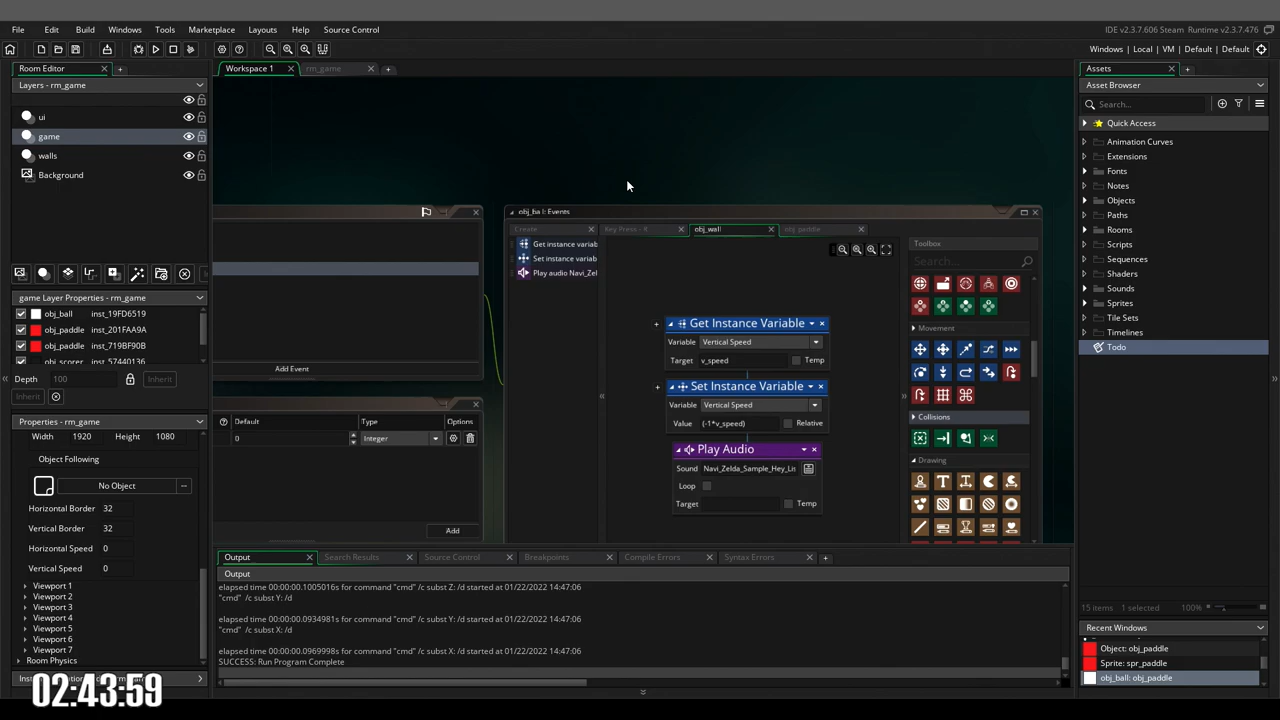 File Edit Build Windows Tools Marketplace Layouts Help Source Control
IDE v2.3.7.606 Steam Runtime v2.3.7.476
Windows | Local | VM | Default | Default
Room Editor
Workspace 1
rm_game
Assets
Layers - rm_game
Asset Browser
Search...
ui
game
walls
Background
Quick Access
Animation Curves
Extensions
Fonts
Notes
Objects
Paths
Rooms
Scripts
Sequences
Shaders
Sounds
Sprites
Tile Sets
Timelines
Todo
obj_ball: Events
Create
Key Press - R
obj_wall
obj_paddle
Get instance variab
Set instance variab
Play audio Navi_Zel
Toolbox
Search...
Movement
Collisions
Drawing
Get Instance Variable
Variable Vertical Speed
Target v_speed Temp
Set Instance Variable
Variable Vertical Speed
Value (-1*v_speed) Relative
Play Audio
Sound Navi_Zelda_Sample_Hey_Lis
Loop
Target Temp
game Layer Properties - rm_game
obj_ball inst_19FD6519
obj_paddle inst_201FAA9A
obj_paddle inst_719BF90B
obj_scorer inst_57440136
Depth 100 Inherit
Inherit
Add Event
Default Type Options
0 Integer
Add
Properties - rm_game
Width 1920 Height 1080
Object Following
No Object
Horizontal Border 32
Vertical Border 32
Horizontal Speed 0
Vertical Speed 0
Viewport 1
Viewport 2
Viewport 3
Viewport 4
Viewport 5
Viewport 6
Viewport 7
Room Physics
Output Search Results Source Control Breakpoints Compile Errors Syntax Errors
Output
elapsed time 00:00:00.1005016s for command "cmd" /c subst Z: /d started at 01/22/2022 14:47:06
"cmd" /c subst Y: /d
elapsed time 00:00:00.0934981s for command "cmd" /c subst Y: /d started at 01/22/2022 14:47:06
"cmd" /c subst X: /d
elapsed time 00:00:00.0969998s for command "cmd" /c subst X: /d started at 01/22/2022 14:47:06
SUCCESS: Run Program Complete
15 items 1 selected 100%
Recent Windows
Object: obj_paddle
Sprite: spr_paddle
obj_ball: obj_paddle
02:43:59